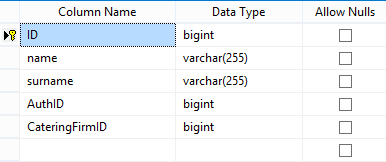 Column Name Data Type Allow Nulls
ID bigint
name varchar(255)
surname varchar(255)
AuthID bigint
CateringFirmID bigint